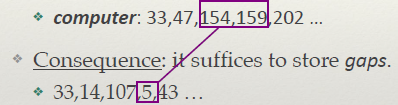 computer: 33,47,154,159,202 ...
Consequence: it suffices to store gaps.
33,14,107,5,43 ...